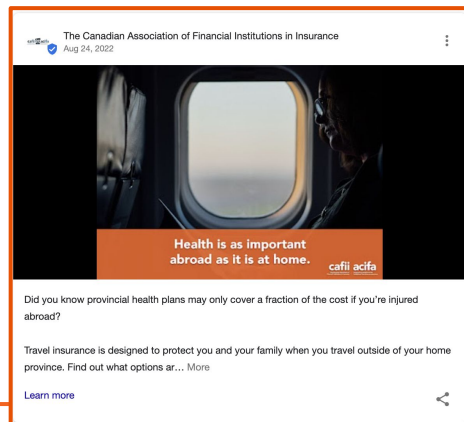 The Canadian Association of Financial Institutions in Insurance
Aug 24, 2022
Health is as important
abroad as it is at home.
cafii acifa
Did you know provincial health plans may only cover a fraction of the cost if you're injured
abroad?
Travel insurance is designed to protect you and your family when you travel outside of your home
province. Find out what options ar… More
Learn more